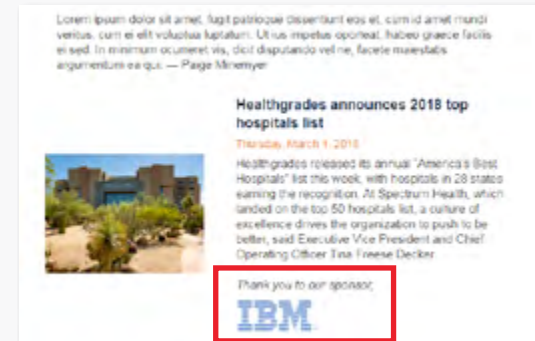 Lorem ipsum dolor sit amet, fugit patrioque dissentiunt eos et, cum id amet mundi
veritus, cum ei elit voluptua luptatum. Ut ius impetus oporteat, habeo graece facilis
ei sed. In minimum ocurreret vis, dicit disputando vel ne, facete maiestatis
argumentum ea qui. — Paige Minemyer
Healthgrades announces 2018 top
hospitals list
Thursday, March 1, 2018
Healthgrades released its annual "America's Best
Hospitals" list this week, with hospitals in 28 states
earning the recognition. At Spectrum Health, which
landed on the top 50 hospitals list, a culture of
excellence drives the organization to push to be
better, said Executive Vice President and Chief
Operating Officer Tina Freese Decker.
Thank you to our sponsor,
IBM